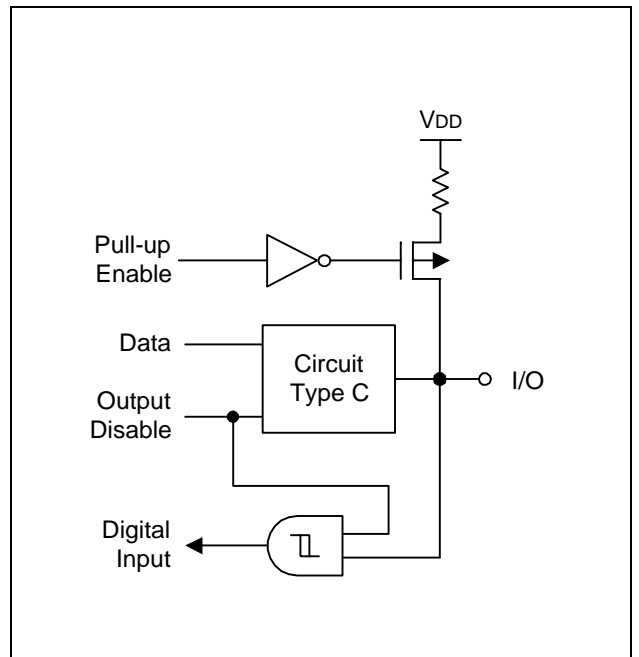 VDD
Pull-up
Enable
Data
Circuit
Type C
I/O
Output
Disable
Digital
Input